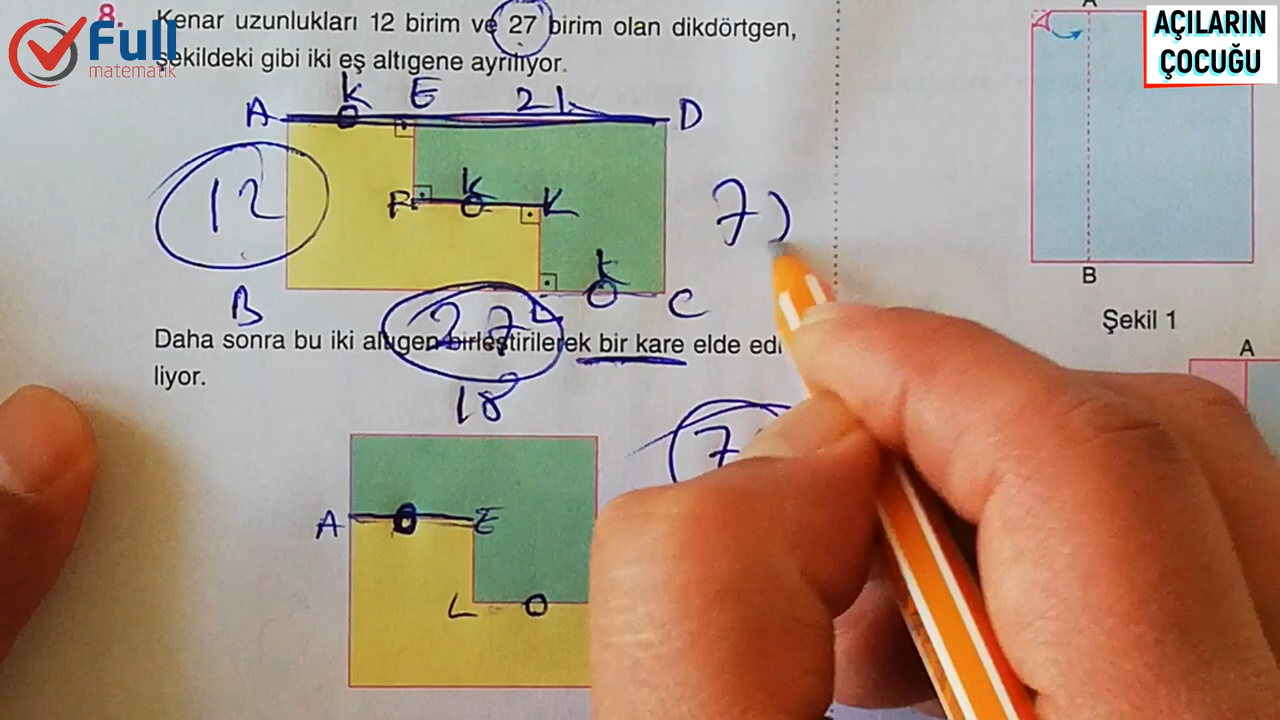 8. Kenar uzunlukları 12 birim ve 27 birim olan dikdörtgen,
şekildeki gibi iki eş altıgene ayrılıyor.
Full
matematik
AÇILARIN
ÇOCUĞU
A k E 21 D
12
F k K
k
B L C
27
7)
Daha sonra bu iki altıgen birleştirilerek bir kare elde edi
liyor.
18
7
A E
L
A
B
Şekil 1
A